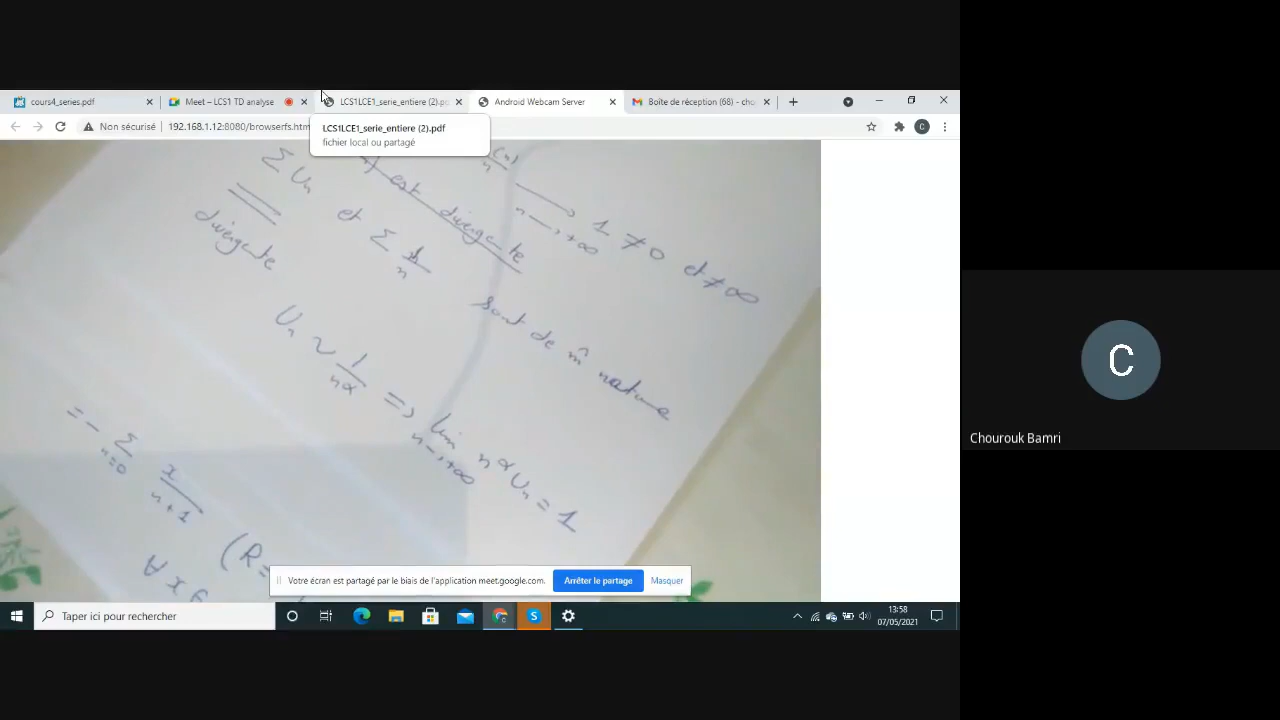 cours4_series.pdf
Meet – LCS1 TD analyse
LCS1LCE1_serie_entiere (2).pd
Android Webcam Server
Boîte de réception (68) - cho
Non sécurisé
192.168.1.12:8080/browserfs.htm
LCS1LCE1_serie_entiere (2).pdf
fichier local ou partagé
est divergente
n → +∞ 1 ≠ 0 et ≠ ∞
Σ Un et Σ 1/n sont de m̂ nature
divergente
Un ~ 1/nα => lim n→+∞ nα Un = 1
= - Σ n=0 x/n+1 (R=
∀ x ∈
Votre écran est partagé par le biais de l'application meet.google.com.
Arrêter le partage
Masquer
Taper ici pour rechercher
13:58
07/05/2021
C
Chourouk Bamri